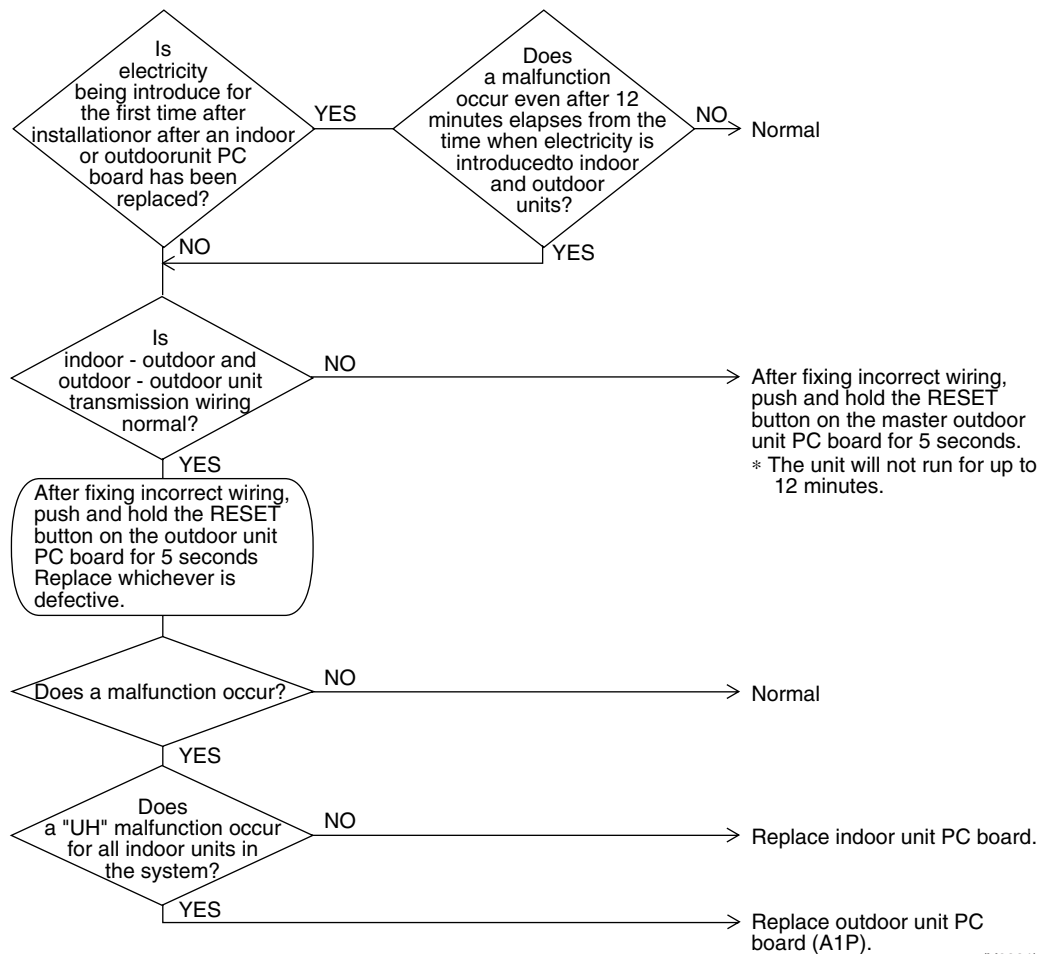 Is
electricity
being introduce for
the first time after
installationor after an indoor
or outdoorunit PC
board has been
replaced?
YES
Does
a malfunction
occur even after 12
minutes elapses from the
time when electricity is
introducedto indoor
and outdoor
units?
NO
Normal
NO
YES
Is
indoor - outdoor and
outdoor - outdoor unit
transmission wiring
normal?
NO
After fixing incorrect wiring,
push and hold the RESET
button on the master outdoor
unit PC board for 5 seconds.
* The unit will not run for up to
12 minutes.
YES
After fixing incorrect wiring,
push and hold the RESET
button on the outdoor unit
PC board for 5 seconds
Replace whichever is
defective.
Does a malfunction occur?
NO
Normal
YES
Does
a "UH" malfunction occur
for all indoor units in
the system?
NO
Replace indoor unit PC board.
YES
Replace outdoor unit PC
board (A1P).